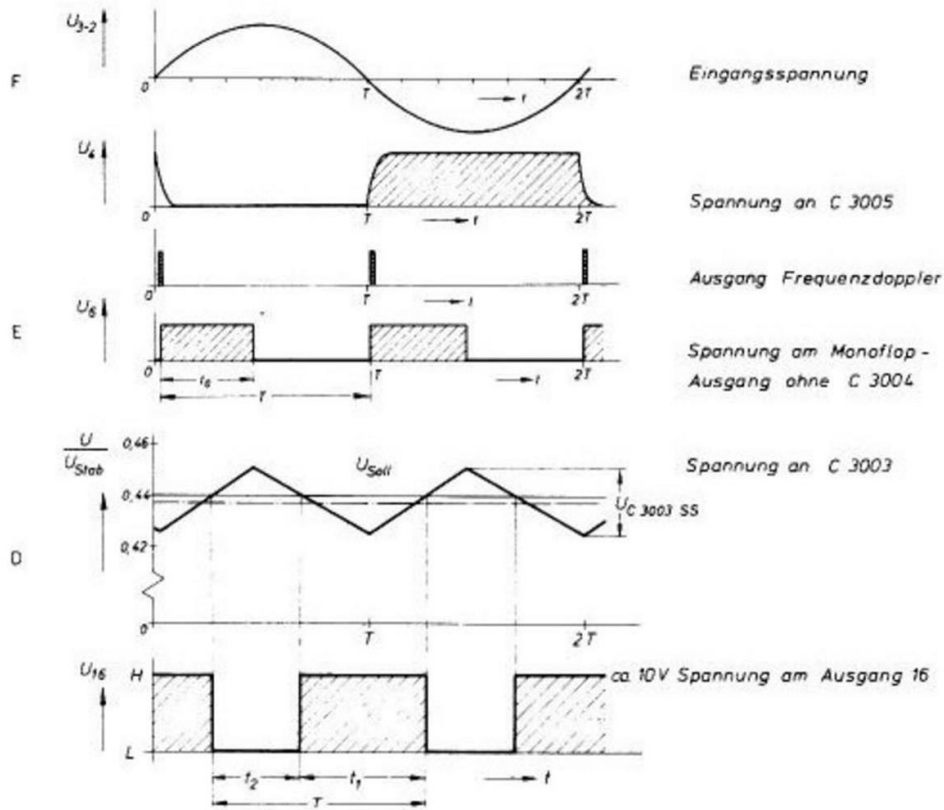 U3-2
F
0
T
t
2T
Eingangsspannung
U4
0
T
t
2T
Spannung an C 3005
0
T
t
2T
Ausgang Frequenzdoppler
U6
E
0
t6
T
t
2T
T
Spannung am Monoflop -
Ausgang ohne C 3004
U
UStab
0,46
USoll
Spannung an C 3003
0,44
UC 3003 SS
0,42
D
0
T
2T
U16
H
ca. 10V Spannung am Ausgang 16
L
t2
t1
t
T